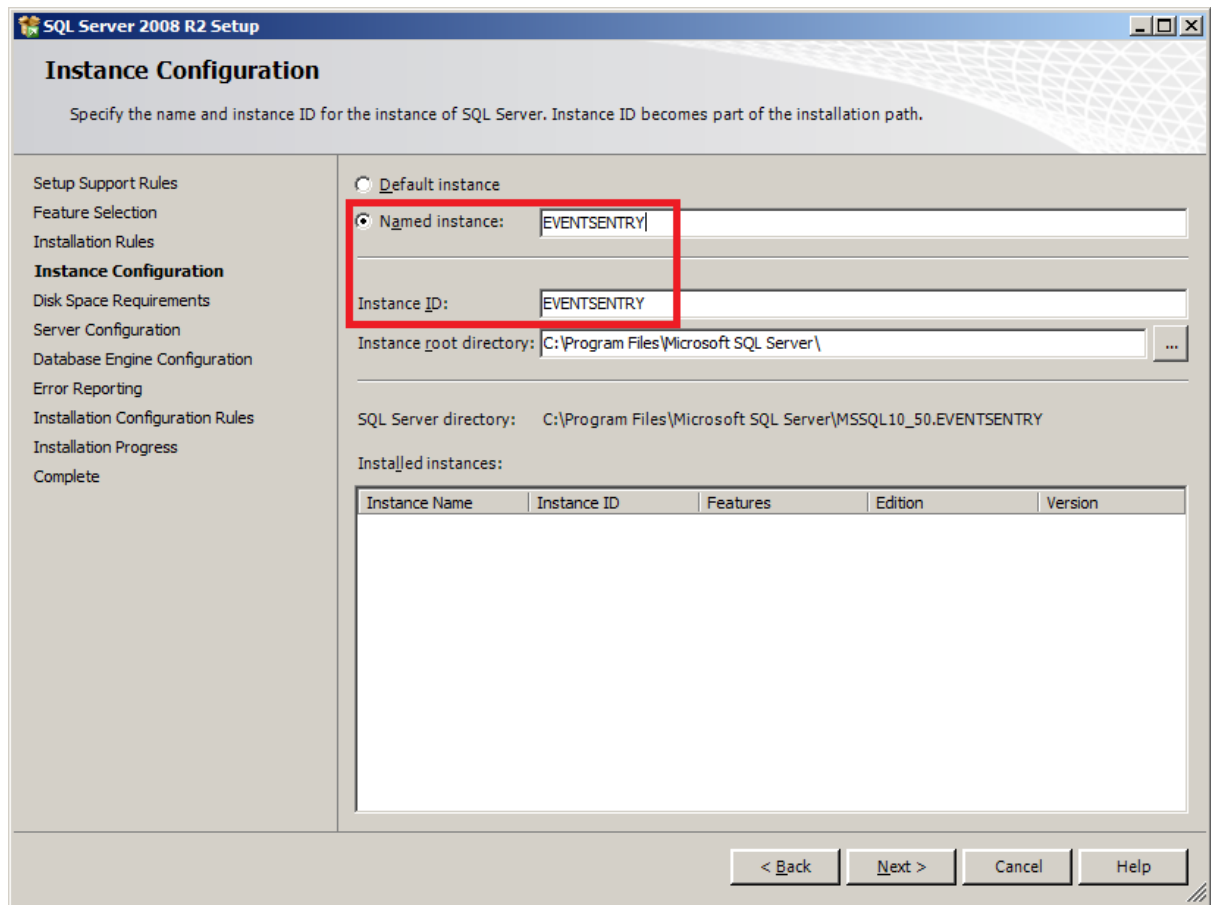 SQL Server 2008 R2 Setup
Instance Configuration
Specify the name and instance ID for the instance of SQL Server. Instance ID becomes part of the installation path.
Setup Support Rules
Feature Selection
Installation Rules
Instance Configuration
Disk Space Requirements
Server Configuration
Database Engine Configuration
Error Reporting
Installation Configuration Rules
Installation Progress
Complete
Default instance
Named instance: EVENTSENTRY
Instance ID: EVENTSENTRY
Instance root directory: C:\Program Files\Microsoft SQL Server\ ...
SQL Server directory: C:\Program Files\Microsoft SQL Server\MSSQL10_50.EVENTSENTRY
Installed instances:
Instance Name Instance ID Features Edition Version
< Back Next > Cancel Help